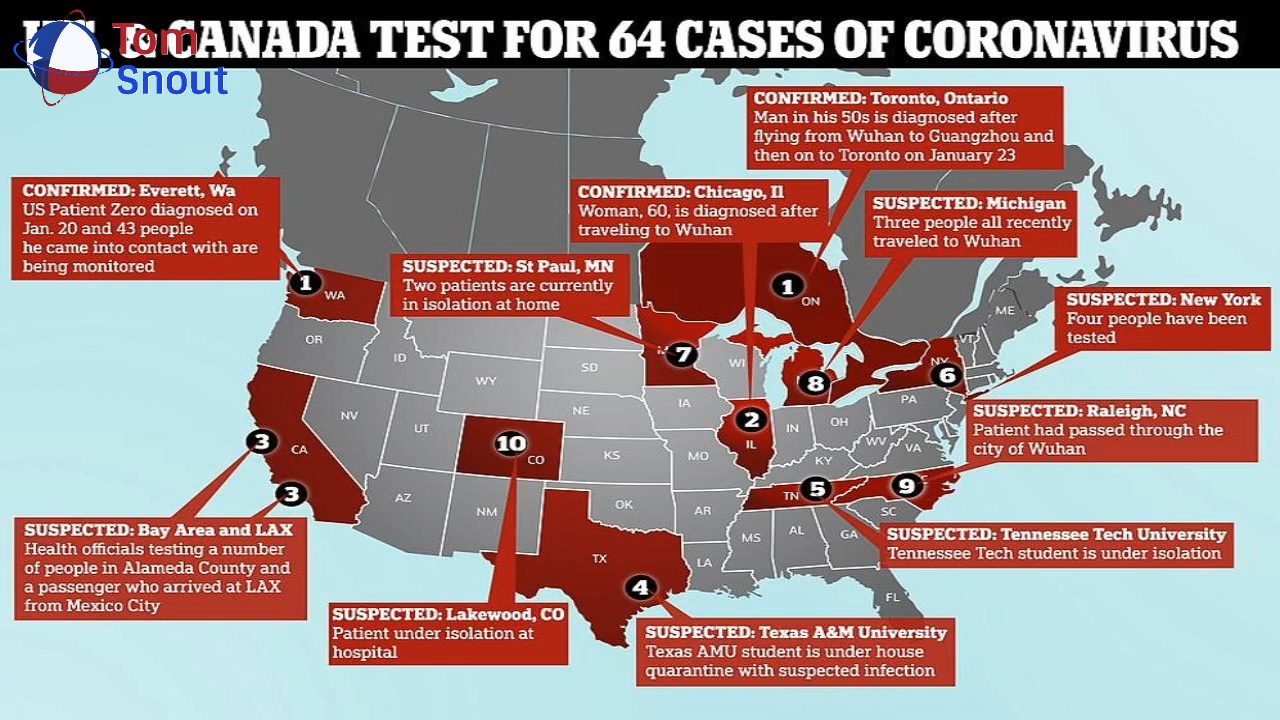 CANADA TEST FOR 64 CASES OF CORONAVIRUS
Tom
Snout
CONFIRMED: Toronto, Ontario
Man in his 50s is diagnosed after
flying from Wuhan to Guangzhou and
then on to Toronto on January 23
CONFIRMED: Everett, Wa
US Patient Zero diagnosed on
Jan. 20 and 43 people
he came into contact with are
being monitored
CONFIRMED: Chicago, Il
Woman, 60, is diagnosed after
traveling to Wuhan
SUSPECTED: Michigan
Three people all recently
traveled to Wuhan
SUSPECTED: St Paul, MN
Two patients are currently
in isolation at home
SUSPECTED: New York
Four people have been
tested
SUSPECTED: Raleigh, NC
Patient had passed through the
city of Wuhan
SUSPECTED: Bay Area and LAX
Health officials testing a number
of people in Alameda County and
a passenger who arrived at LAX
from Mexico City
SUSPECTED: Tennessee Tech University
Tennessee Tech student is under isolation
SUSPECTED: Lakewood, CO
Patient under isolation at
hospital
SUSPECTED: Texas A&M University
Texas AMU student is under house
quarantine with suspected infection
1
WA
1
ON
ME
OR
ID
7
WI
VT
NY
6
SD
WY
8
PA
NV
UT
NE
IA
2
IL
IN
OH
3
CA
10
CO
KS
MO
WV
VA
KY
3
AZ
NM
OK
AR
TN
5
9
SC
TX
4
LA
MS
AL
GA
FL